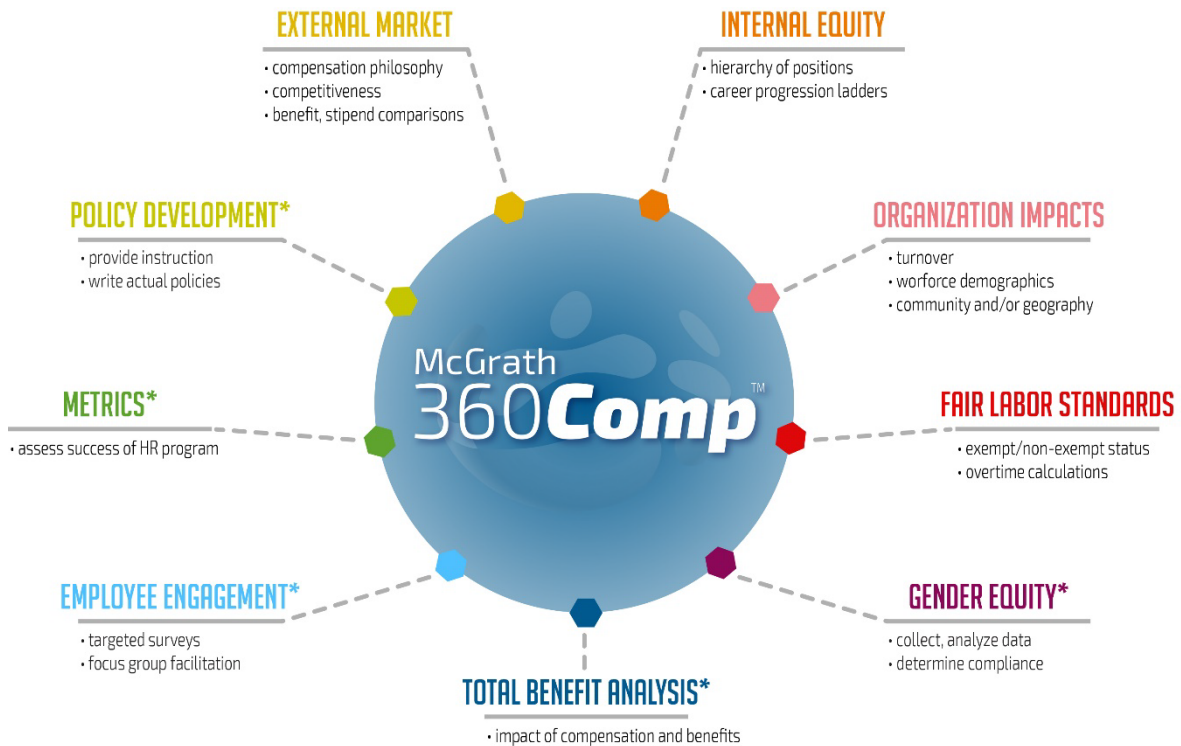 EXTERNAL MARKET
• compensation philosophy
• competitiveness
• benefit, stipend comparisons
INTERNAL EQUITY
• hierarchy of positions
• career progression ladders
POLICY DEVELOPMENT*
• provide instruction
• write actual policies
ORGANIZATION IMPACTS
• turnover
• worforce demographics
• community and/or geography
McGrath
360Comp™
METRICS*
• assess success of HR program
FAIR LABOR STANDARDS
• exempt/non-exempt status
• overtime calculations
EMPLOYEE ENGAGEMENT*
• targeted surveys
• focus group facilitation
GENDER EQUITY*
• collect, analyze data
• determine compliance
TOTAL BENEFIT ANALYSIS*
• impact of compensation and benefits